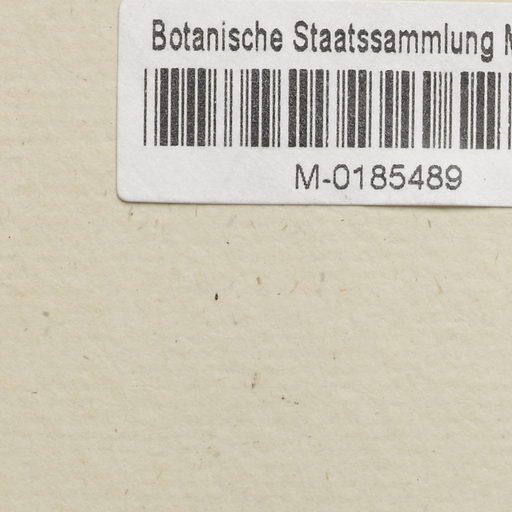 Botanische Staatssammlung
M-0185489